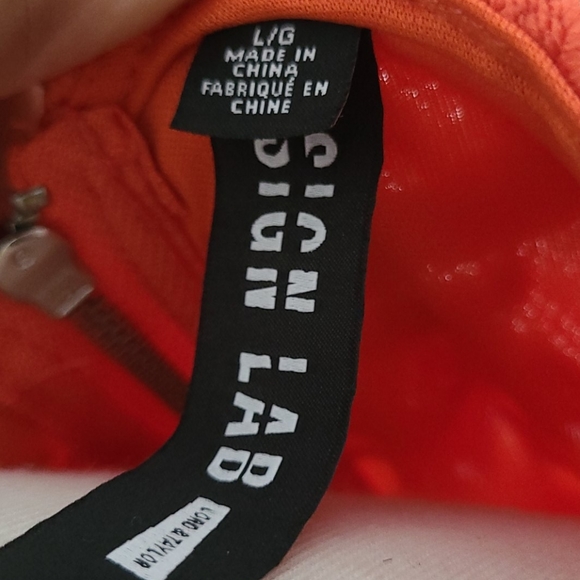 L/G
MADE IN
CHINA
FABRIQUÉ EN
CHINE
SIGN LAB
LORD & TAYLOR